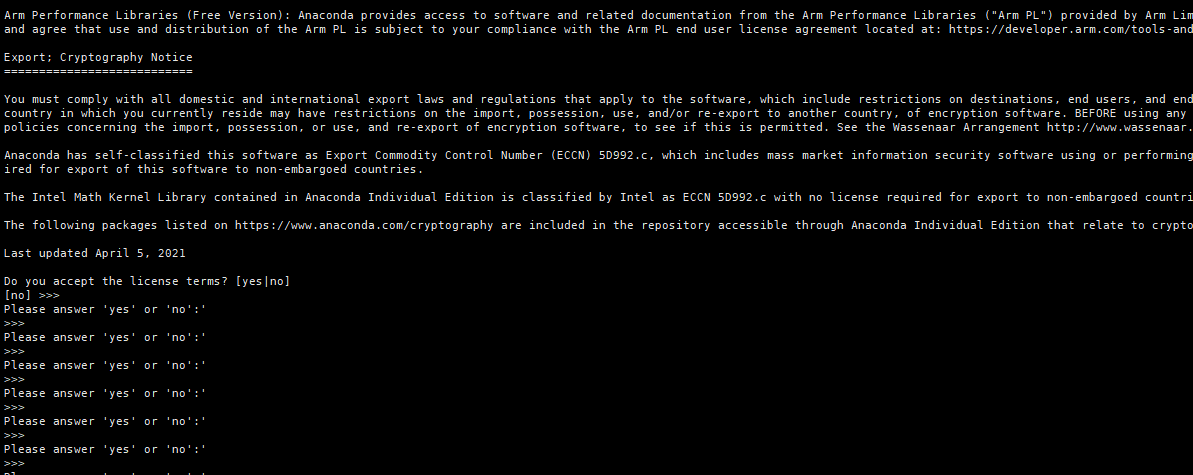 Arm Performance Libraries (Free Version): Anaconda provides access to software and related documentation from the Arm Performance Libraries ("Arm PL") provided by Arm Lim
and agree that use and distribution of the Arm PL is subject to your compliance with the Arm PL end user license agreement located at: https://developer.arm.com/tools-and
Export; Cryptography Notice
===========================
You must comply with all domestic and international export laws and regulations that apply to the software, which include restrictions on destinations, end users, and end
country in which you currently reside may have restrictions on the import, possession, use, and/or re-export to another country, of encryption software. BEFORE using any
policies concerning the import, possession, or use, and re-export of encryption software, to see if this is permitted. See the Wassenaar Arrangement http://www.wassenaar.
Anaconda has self-classified this software as Export Commodity Control Number (ECCN) 5D992.c, which includes mass market information security software using or performing
ired for export of this software to non-embargoed countries.
The Intel Math Kernel Library contained in Anaconda Individual Edition is classified by Intel as ECCN 5D992.c with no license required for export to non-embargoed countri
The following packages listed on https://www.anaconda.com/cryptography are included in the repository accessible through Anaconda Individual Edition that relate to crypto
Last updated April 5, 2021
Do you accept the license terms? [yes|no]
[no] >>>
Please answer 'yes' or 'no':'
>>>
Please answer 'yes' or 'no':'
>>>
Please answer 'yes' or 'no':'
>>>
Please answer 'yes' or 'no':'
>>>
Please answer 'yes' or 'no':'
>>>
Please answer 'yes' or 'no':'
>>>